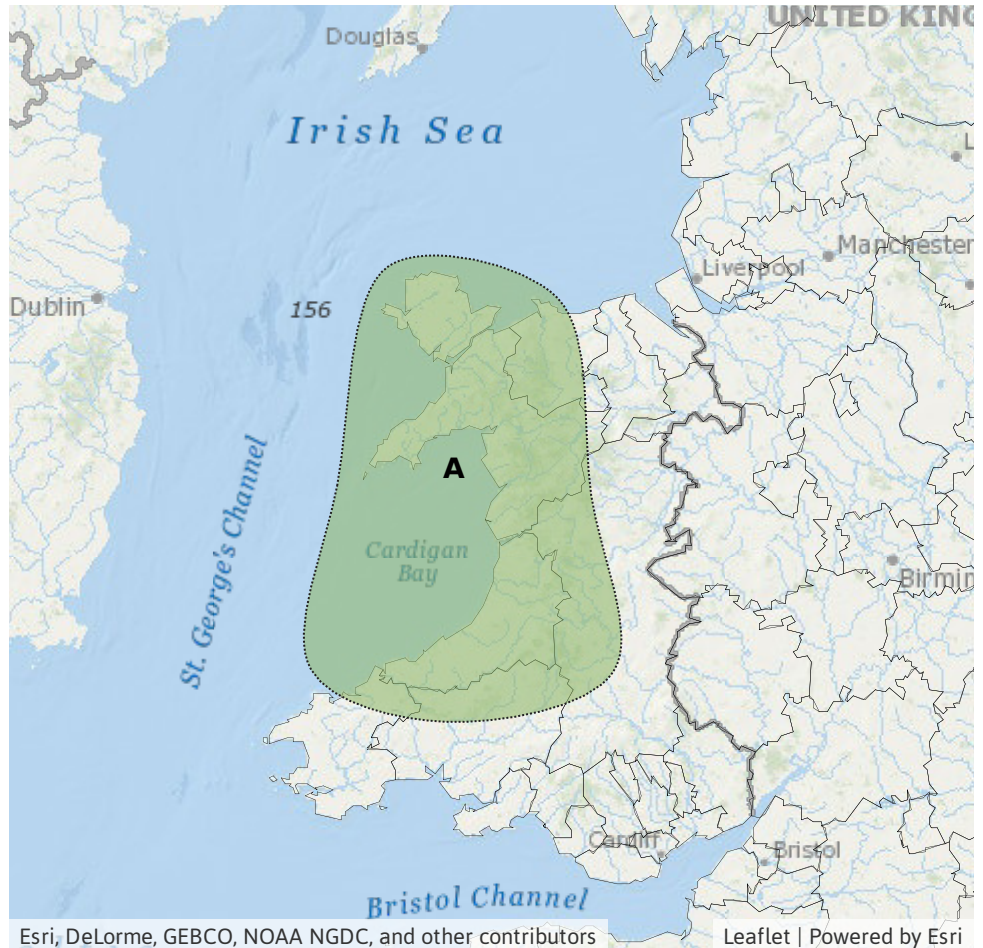 UNITED KING
Douglas
Irish Sea
L
Manchester
Liverpool
Dublin
156
A
St. George's Channel
Cardigan
Bay
Birmin
Cardiff
Bristol
Bristol Channel
Esri, DeLorme, GEBCO, NOAA NGDC, and other contributors
Leaflet | Powered by Esri